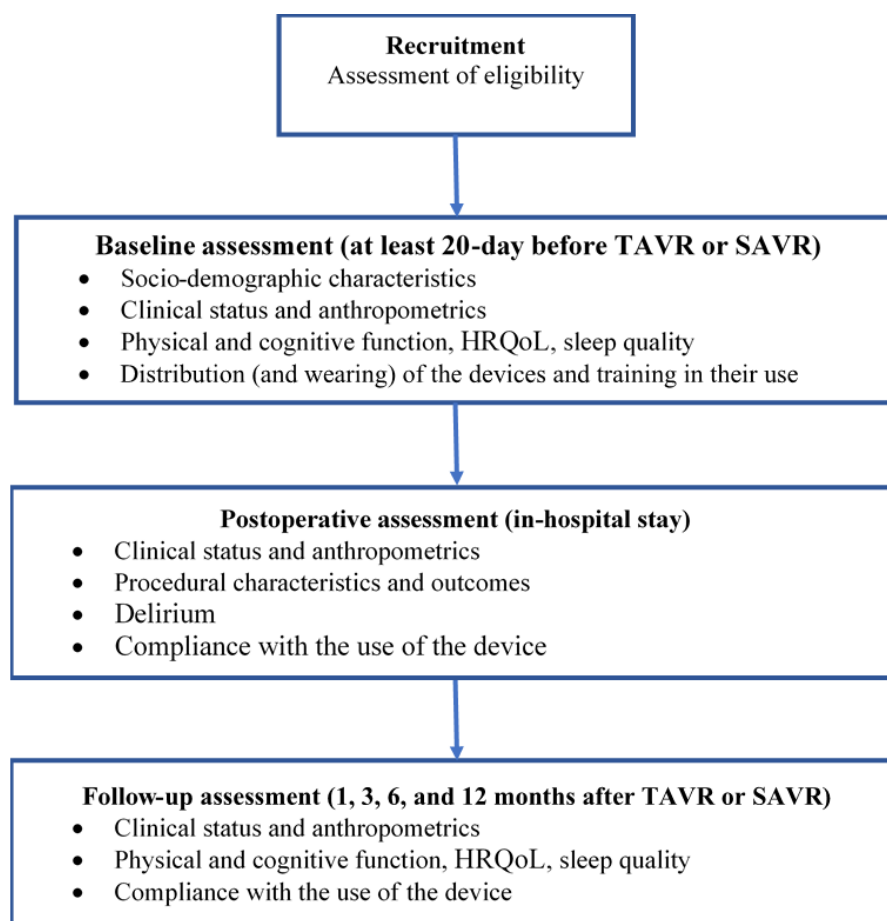 Recruitment
Assessment of eligibility
Baseline assessment (at least 20-day before TAVR or SAVR)
• Socio-demographic characteristics
• Clinical status and anthropometrics
• Physical and cognitive function, HRQoL, sleep quality
• Distribution (and wearing) of the devices and training in their use
Postoperative assessment (in-hospital stay)
• Clinical status and anthropometrics
• Procedural characteristics and outcomes
• Delirium
• Compliance with the use of the device
Follow-up assessment (1, 3, 6, and 12 months after TAVR or SAVR)
• Clinical status and anthropometrics
• Physical and cognitive function, HRQoL, sleep quality
• Compliance with the use of the device